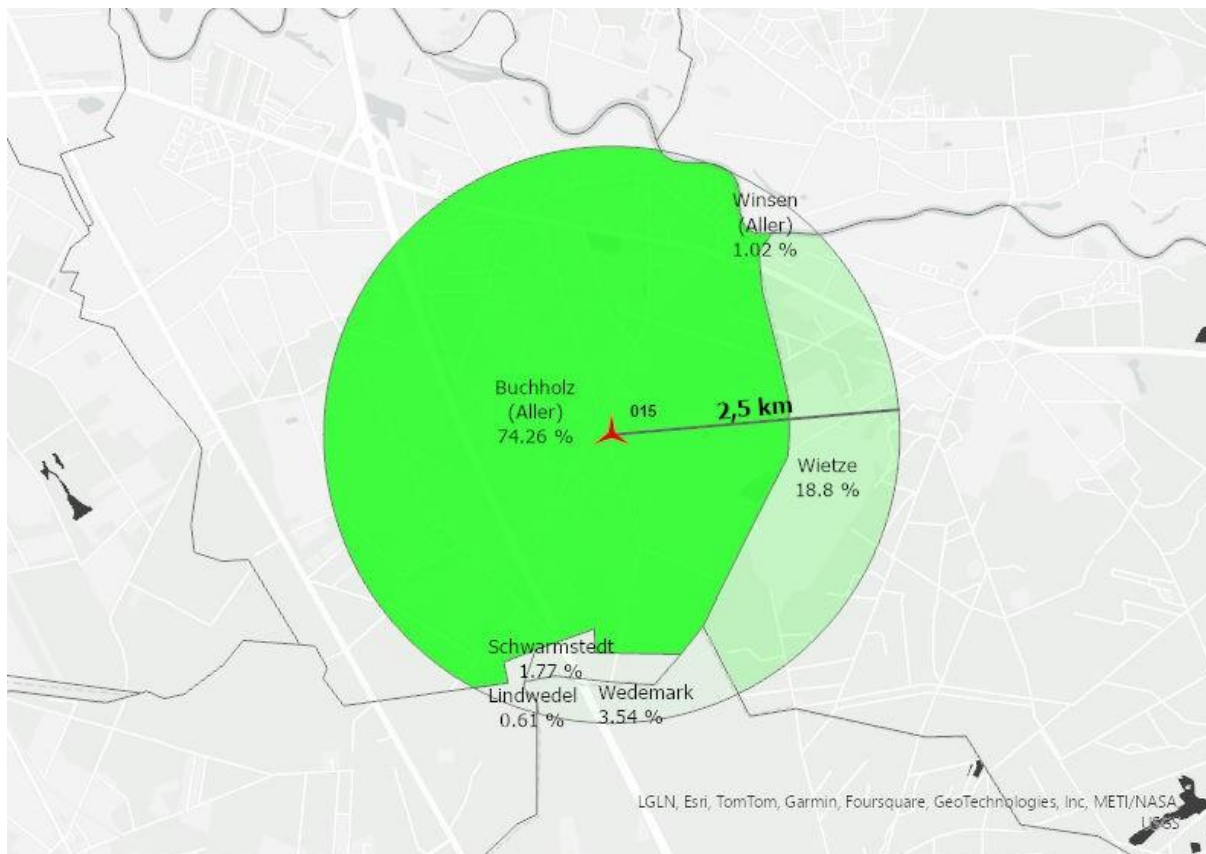 Winsen
(Aller)
1.02 %
Buchholz
(Aller)
74.26 %
015
2,5 km
Wietze
18.8 %
Schwarmstedt
1.77 %
Lindwedel
0.61 %
Wedemark
3.54 %
LGLN, Esri, TomTom, Garmin, Foursquare, GeoTechnologies, Inc, METI/NASA,
USGS